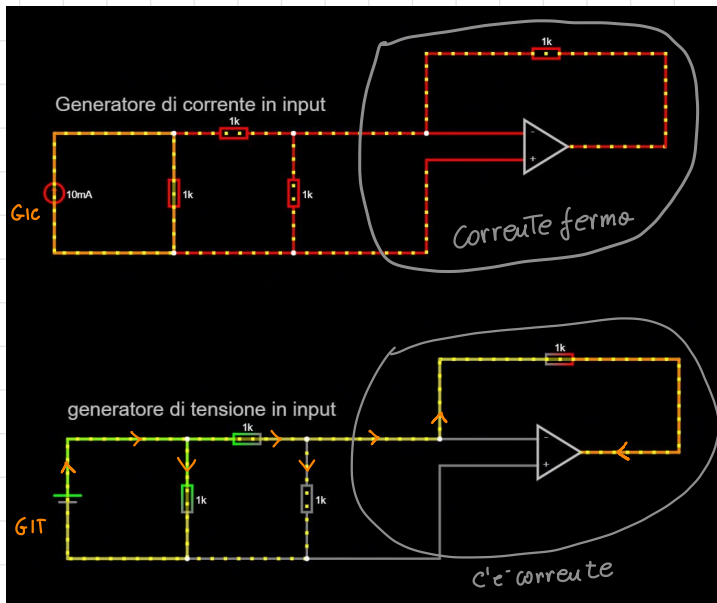 1k
Generatore di corrente in input
1k
-
+
10mA
1k
1k
GIC
Corrente ferma
1k
generatore di tensione in input
1k
-
+
1k
1k
GIT
c'è corrente